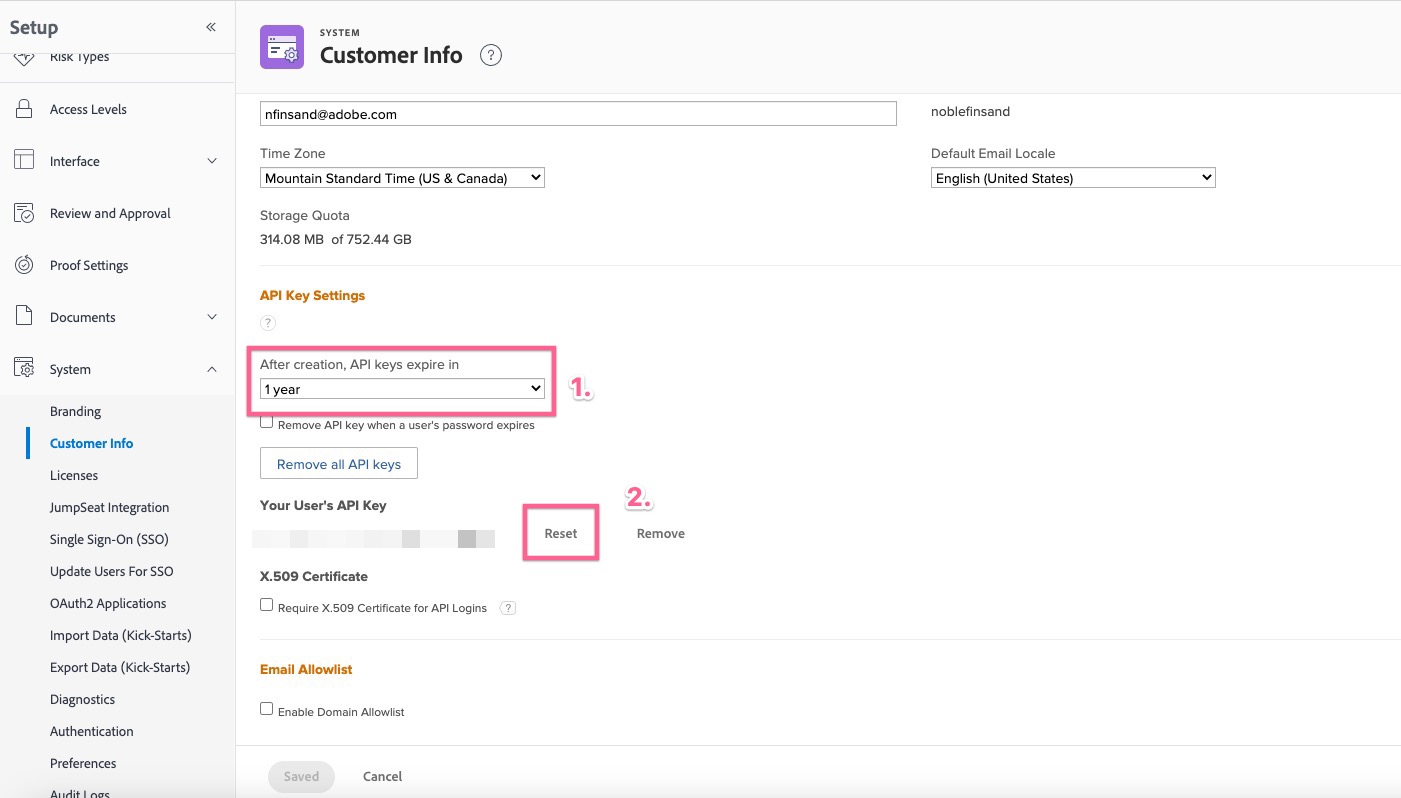 Setup
«
Risk Types
Access Levels
Interface
Review and Approval
Proof Settings
Documents
System
Branding
Customer Info
Licenses
JumpSeat Integration
Single Sign-On (SSO)
Update Users For SSO
OAuth2 Applications
Import Data (Kick-Starts)
Export Data (Kick-Starts)
Diagnostics
Authentication
Preferences
Audit Logs
SYSTEM
Customer Info ?
nfinsand@adobe.com
noblefinsand
Time Zone
Mountain Standard Time (US & Canada)
Default Email Locale
English (United States)
Storage Quota
314.08 MB of 752.44 GB
API Key Settings
?
After creation, API keys expire in
1 year
1.
Remove API key when a user's password expires
Remove all API keys
Your User's API Key
2.
Reset
Remove
X.509 Certificate
Require X.509 Certificate for API Logins ?
Email Allowlist
Enable Domain Allowlist
Saved
Cancel